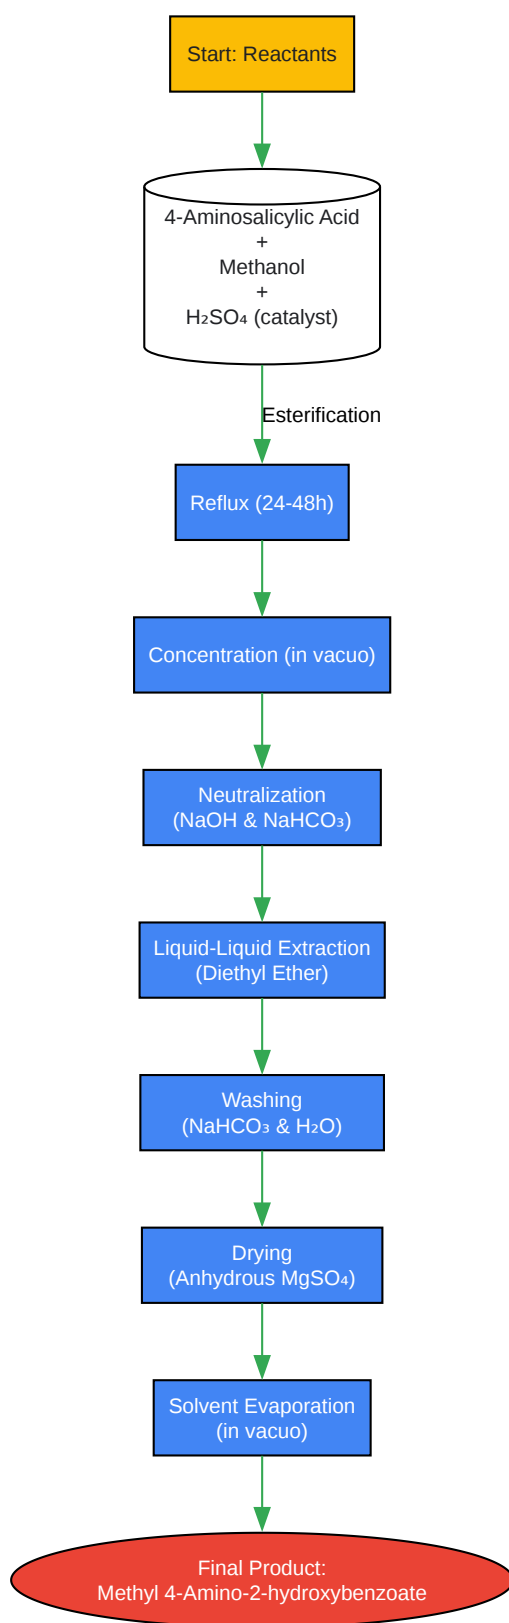 Start: Reactants
4-Aminosalicylic Acid
+
Methanol
+
H₂SO₄ (catalyst)
Esterification
Reflux (24-48h)
Concentration (in vacuo)
Neutralization
(NaOH & NaHCO₃)
Liquid-Liquid Extraction
(Diethyl Ether)
Washing
(NaHCO₃ & H₂O)
Drying
(Anhydrous MgSO₄)
Solvent Evaporation
(in vacuo)
Final Product:
Methyl 4-Amino-2-hydroxybenzoate